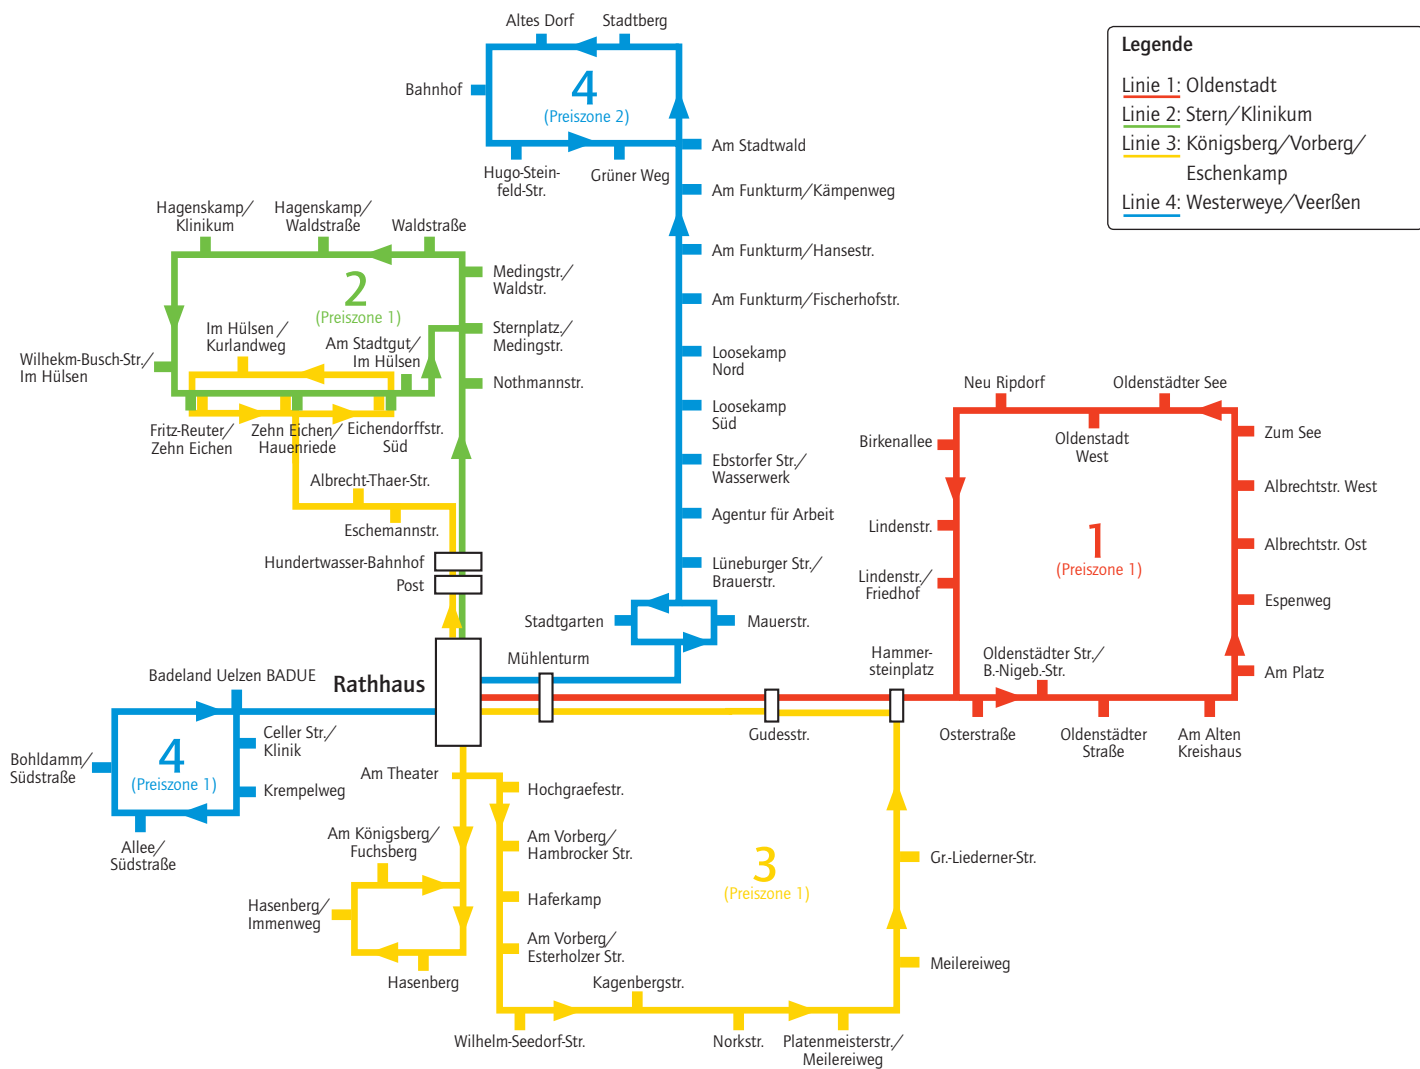 Altes Dorf
Stadtberg
Bahnhof
4
(Preiszone 2)
Hugo-Stein-
feld-Str.
Grüner Weg
Am Stadtwald
Am Funkturm/Kämpenweg
Am Funkturm/Hansestr.
Am Funkturm/Fischerhofstr.
Loosekamp
Nord
Loosekamp
Süd
Ebstorfer Str./
Wasserwerk
Agentur für Arbeit
Lüneburger Str./
Brauerstr.
Stadtgarten
Mauerstr.
Legende
Linie 1: Oldenstadt
Linie 2: Stern/Klinikum
Linie 3: Königsberg/Vorberg/
Eschenkamp
Linie 4: Westerweye/Veerßen
Hagenskamp/
Klinikum
Hagenskamp/
Waldstraße
Waldstraße
2
(Preiszone 1)
Medingstr./
Waldstr.
Sternplatz/
Medingstr.
Nothmannstr.
Im Hülsen/
Kurlandweg
Am Stadtgut/
Im Hülsen
Wilhekm-Busch-Str./
Im Hülsen
Fritz-Reuter/
Zehn Eichen
Zehn Eichen/
Hauenriede
Eichendorffstr.
Süd
Albrecht-Thaer-Str.
Eschemannstr.
Hundertwasser-Bahnhof
Post
Rathhaus
Mühlenturm
Gudesstr.
Hammer-
steinplatz
Neu Ripdorf
Oldenstädter See
Oldenstadt
West
Birkenallee
Zum See
Albrechtstr. West
Lindenstr.
1
(Preiszone 1)
Albrechtstr. Ost
Lindenstr./
Friedhof
Espenweg
Oldenstädter Str./
B.-Nigeb.-Str.
Am Platz
Osterstraße
Oldenstädter
Straße
Am Alten
Kreishaus
Badeland Uelzen BADUE
Celler Str./
Klinik
4
(Preiszone 1)
Bohldamm/
Südstraße
Krempelweg
Allee/
Südstraße
Am Theater
Hochgraefestr.
Am Königsberg/
Fuchsberg
Am Vorberg/
Hambrocker Str.
3
(Preiszone 1)
Gr.-Liederner-Str.
Hasenberg/
Immenweg
Haferkamp
Am Vorberg/
Esterholzer Str.
Hasenberg
Kagenbergstr.
Meilereiweg
Wilhelm-Seedorf-Str.
Norkstr.
Platenmeisterstr./
Meilereiweg